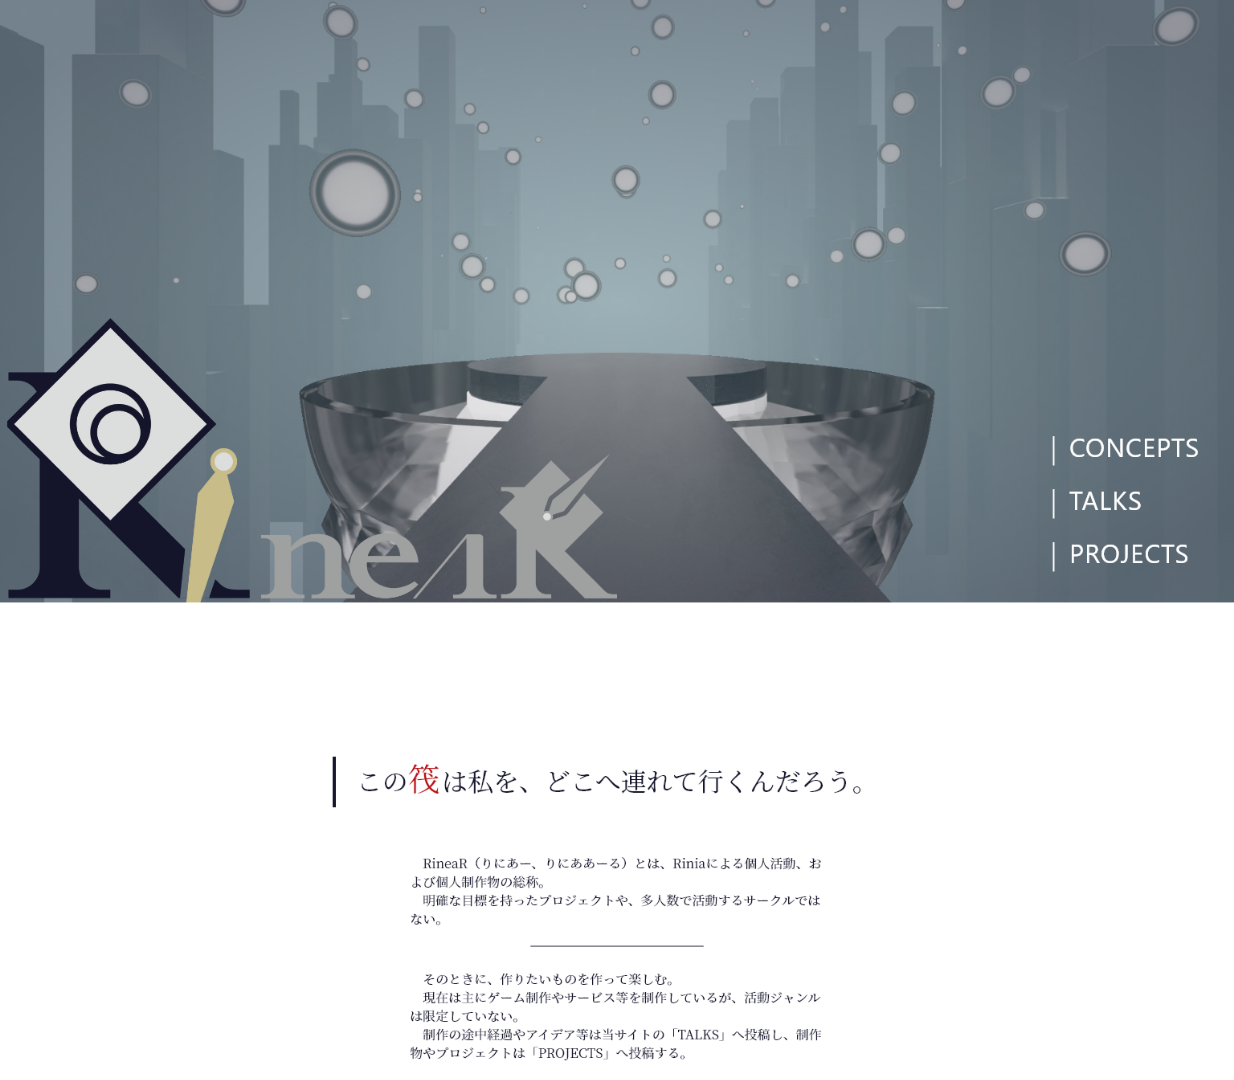 RineaR
CONCEPTS
TALKS
PROJECTS
この筏は私を、どこへ連れて行くんだろう。
RineaR（りにあー、りにああーる）とは、Riniaによる個人活動、お
よび個人制作物の総称。
明確な目標を持ったプロジェクトや、多人数で活動するサークルでは
ない。
そのときに、作りたいものを作って楽しむ。
現在は主にゲーム制作やサービス等を制作しているが、活動ジャンル
は限定していない。
制作の途中経過やアイデア等は当サイトの「TALKS」へ投稿し、制作
物やプロジェクトは「PROJECTS」へ投稿する。